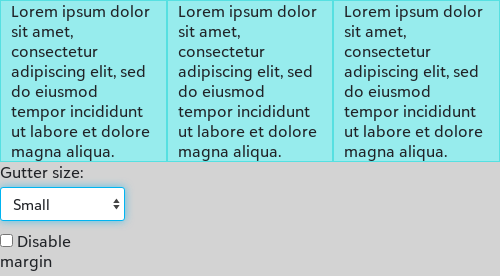 Lorem ipsum dolor
sit amet,
consectetur
adipiscing elit, sed
do eiusmod
tempor incididunt
ut labore et dolore
magna aliqua.
Lorem ipsum dolor
sit amet,
consectetur
adipiscing elit, sed
do eiusmod
tempor incididunt
ut labore et dolore
magna aliqua.
Lorem ipsum dolor
sit amet,
consectetur
adipiscing elit, sed
do eiusmod
tempor incididunt
ut labore et dolore
magna aliqua.
Gutter size:
Small
Disable
margin